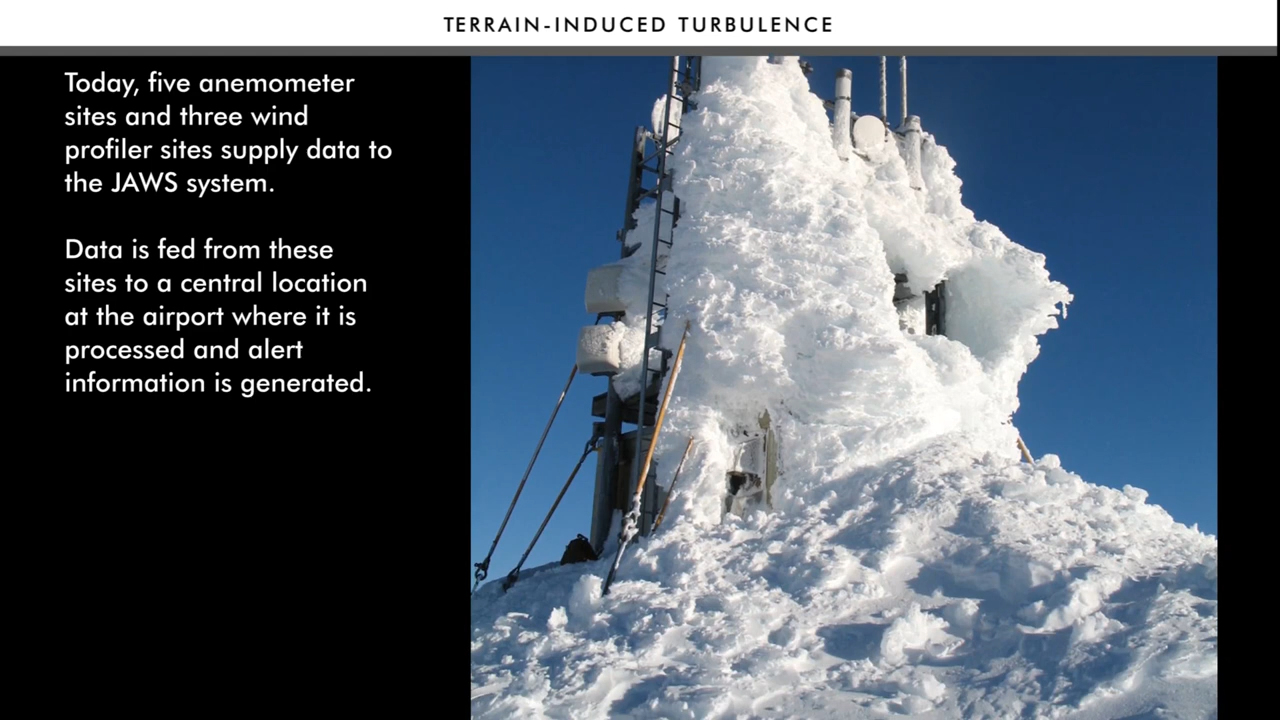 TERRAIN-INDUCED TURBULENCE
Today, five anemometer
sites and three wind
profiler sites supply data to
the JAWS system.
Data is fed from these
sites to a central location
at the airport where it is
processed and alert
information is generated.